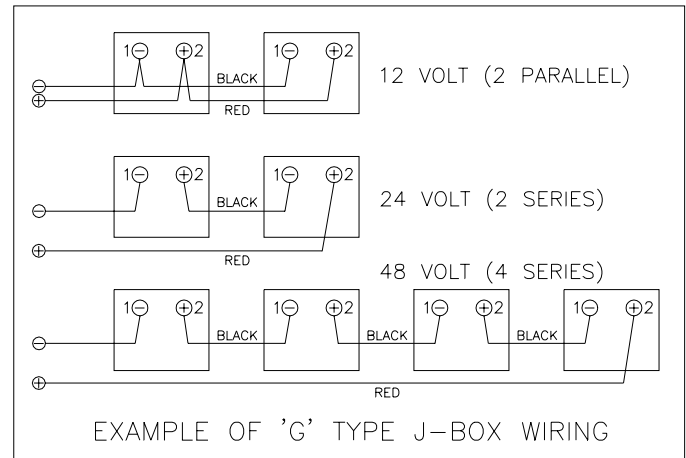 1⊖ ⊕2 1⊖ ⊕2
12 VOLT (2 PARALLEL)
⊖ BLACK
⊕ RED
1⊖ ⊕2 1⊖ ⊕2
24 VOLT (2 SERIES)
⊖ BLACK
⊕ RED
48 VOLT (4 SERIES)
1⊖ ⊕2 1⊖ ⊕2 1⊖ ⊕2 1⊖ ⊕2
⊖ BLACK BLACK BLACK
⊕ RED
EXAMPLE OF 'G' TYPE J-BOX WIRING